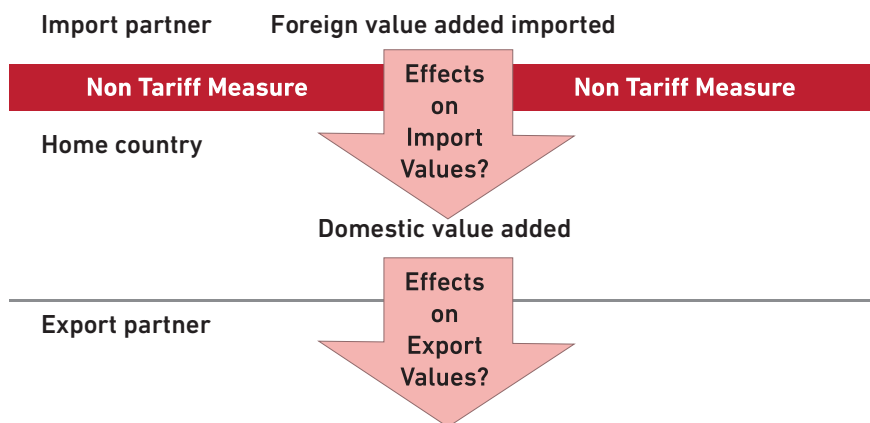 Import partner Foreign value added imported
Non Tariff Measure Effects Non Tariff Measure
on
Import
Values?
Home country
Domestic value added
Effects
on
Export
Values?
Export partner